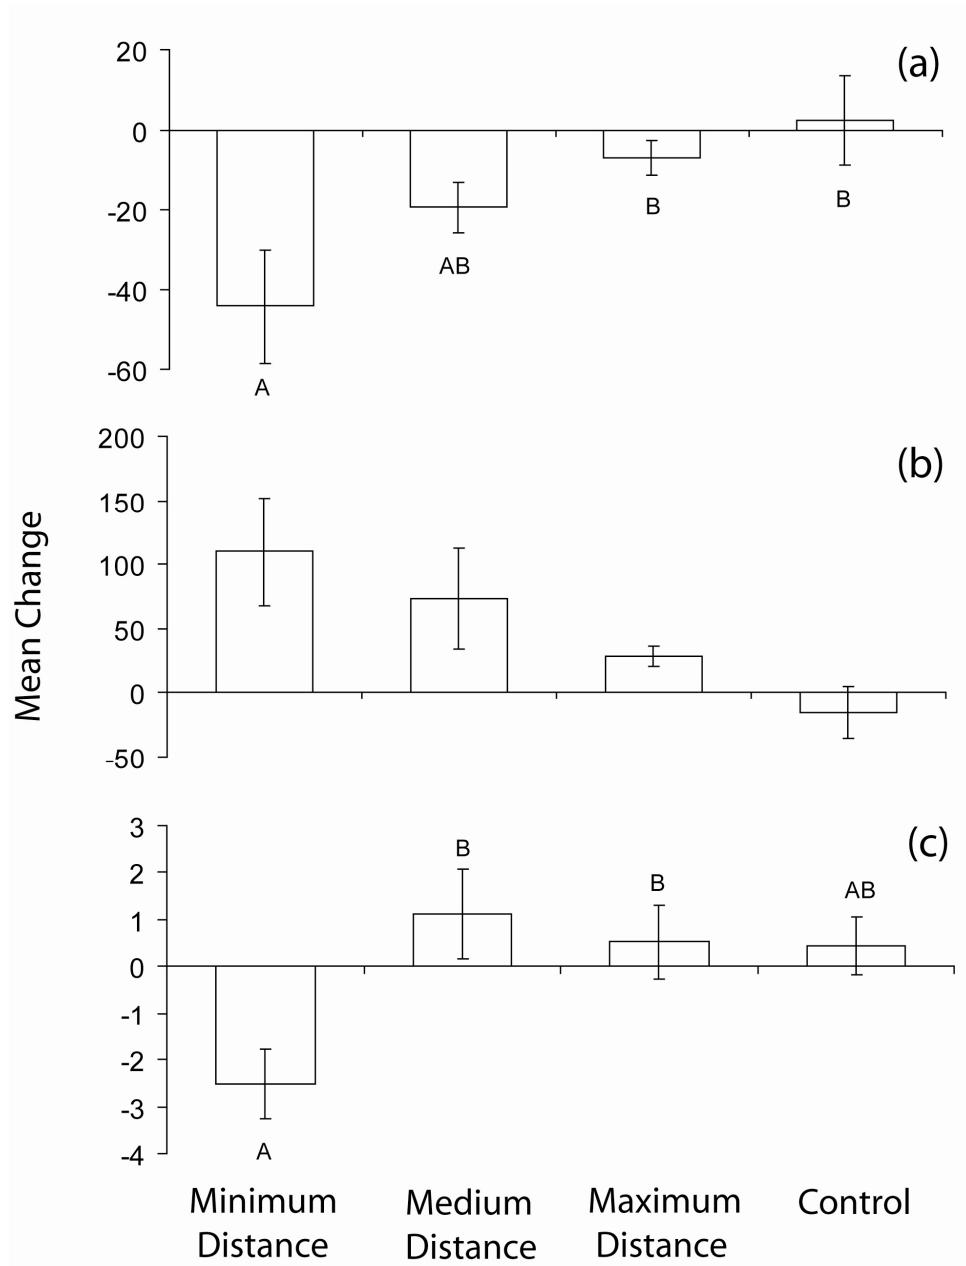 (a)
20
0
-20
-40
-60
A
AB
B
B
(b)
200
150
100
50
0
-50
Mean Change
(c)
3
2
1
0
-1
-2
-3
-4
A
B
B
AB
Minimum
Distance
Medium
Distance
Maximum
Distance
Control